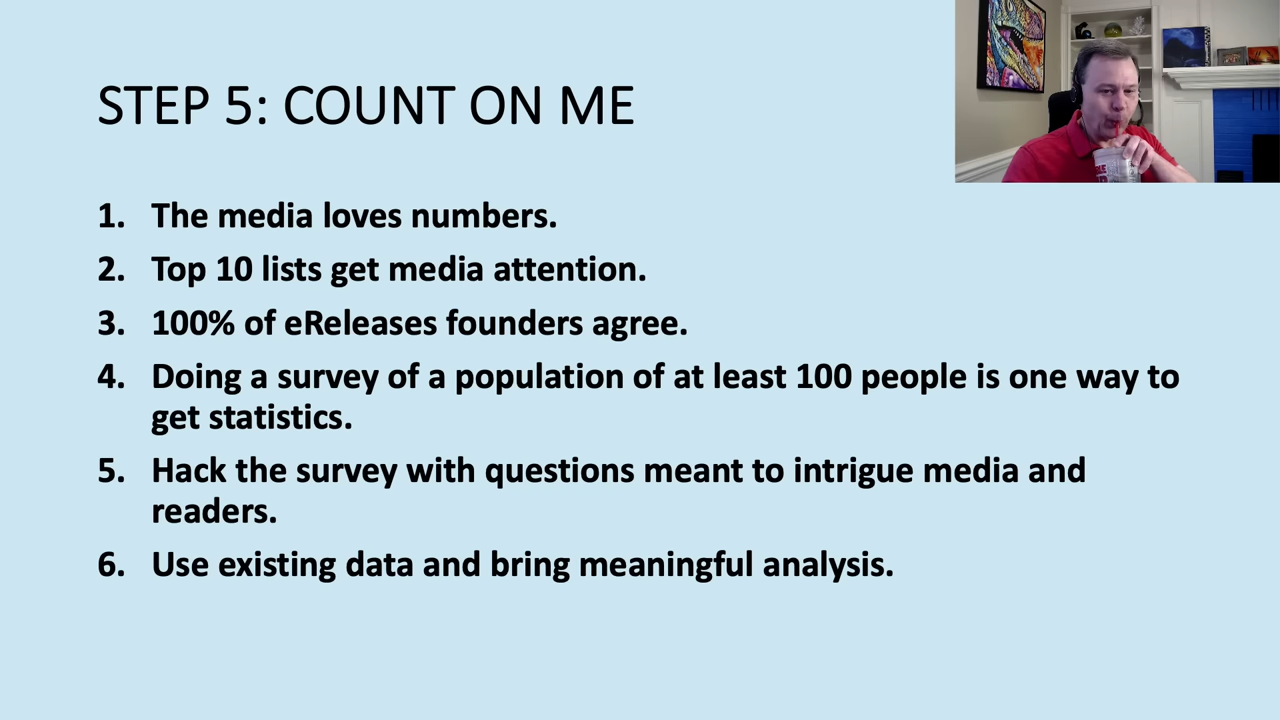 STEP 5: COUNT ON ME
1. The media loves numbers.
2. Top 10 lists get media attention.
3. 100% of eReleases founders agree.
4. Doing a survey of a population of at least 100 people is one way to
get statistics.
5. Hack the survey with questions meant to intrigue media and
readers.
6. Use existing data and bring meaningful analysis.